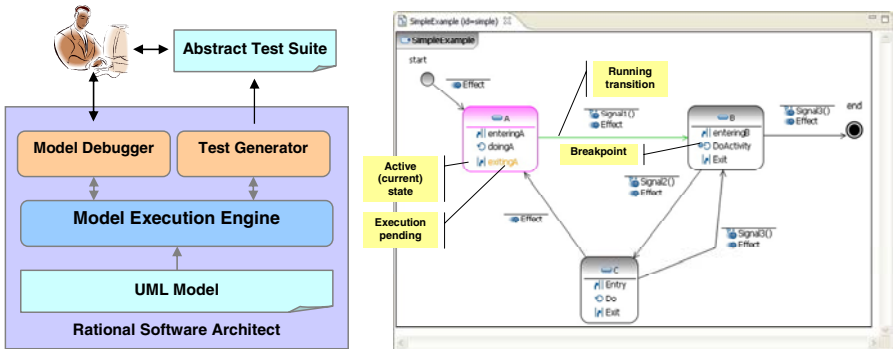 Abstract Test Suite
Model Debugger
Test Generator
Model Execution Engine
UML Model
Rational Software Architect
SimpleExample (id=simple)
SimpleExample
start
Effect
Running
transition
A
enteringA
doingA
exitingA
Signal1()
Effect
B
enteringB
DoActivity
Exit
Signal3()
Effect
end
Breakpoint
Active
(current)
state
Execution
pending
Signal2()
Effect
Effect
Signal3()
Effect
C
Entry
Do
Exit